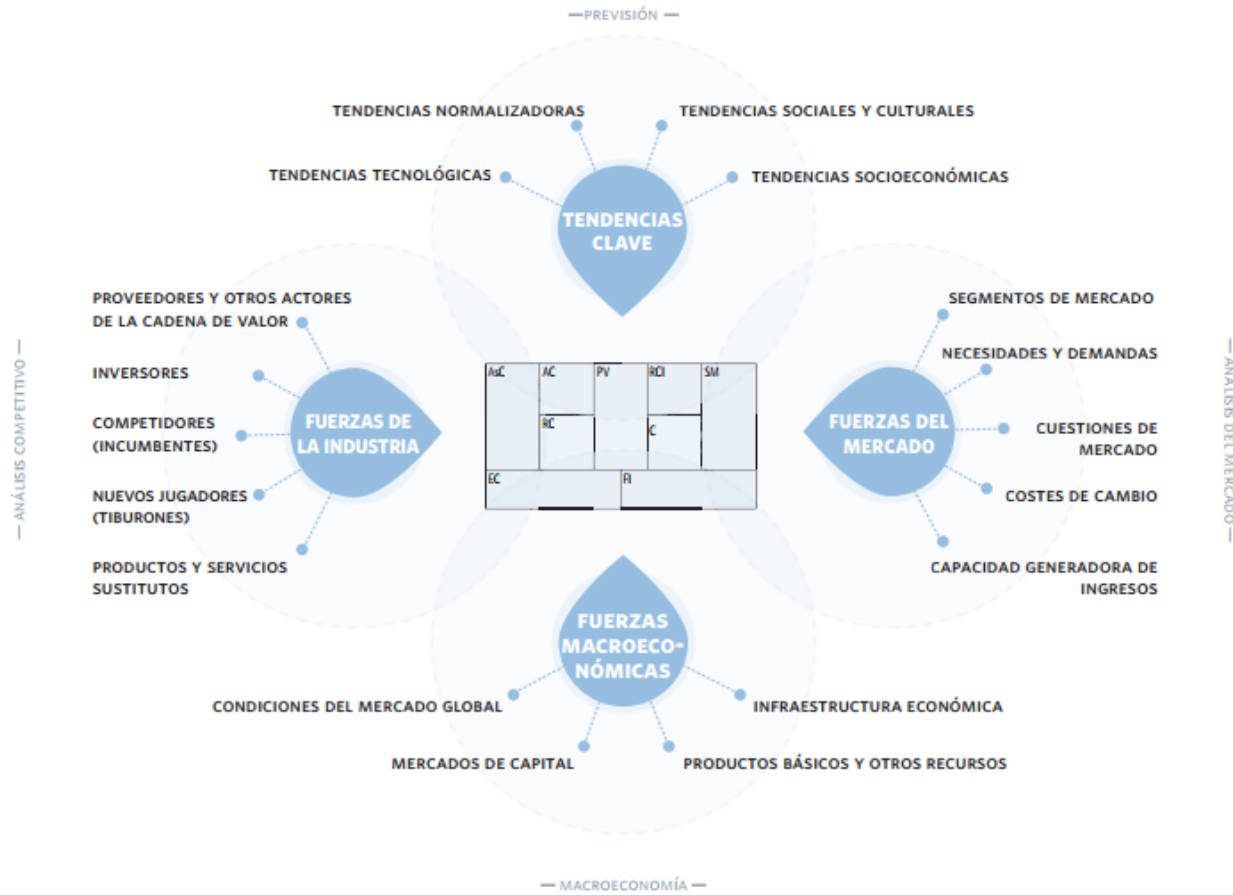 —PREVISIÓN —
TENDENCIAS NORMALIZADORAS
TENDENCIAS SOCIALES Y CULTURALES
TENDENCIAS TECNOLÓGICAS
TENDENCIAS SOCIOECONÓMICAS
TENDENCIAS
CLAVE
— ANÁLISIS COMPETITIVO —
PROVEEDORES Y OTROS ACTORES
DE LA CADENA DE VALOR
INVERSORES
COMPETIDORES
(INCUMBENTES)
NUEVOS JUGADORES
(TIBURONES)
PRODUCTOS Y SERVICIOS
SUSTITUTOS
FUERZAS DE
LA INDUSTRIA
AsC
AC
PV
RCl
SM
RC
C
EC
FI
FUERZAS DEL
MERCADO
SEGMENTOS DE MERCADO
NECESIDADES Y DEMANDAS
CUESTIONES DE
MERCADO
COSTES DE CAMBIO
CAPACIDAD GENERADORA DE
INGRESOS
— ANÁLISIS DEL MERCADO —
FUERZAS
MACROECO-
NÓMICAS
CONDICIONES DEL MERCADO GLOBAL
INFRAESTRUCTURA ECONÓMICA
MERCADOS DE CAPITAL
PRODUCTOS BÁSICOS Y OTROS RECURSOS
— MACROECONOMÍA —